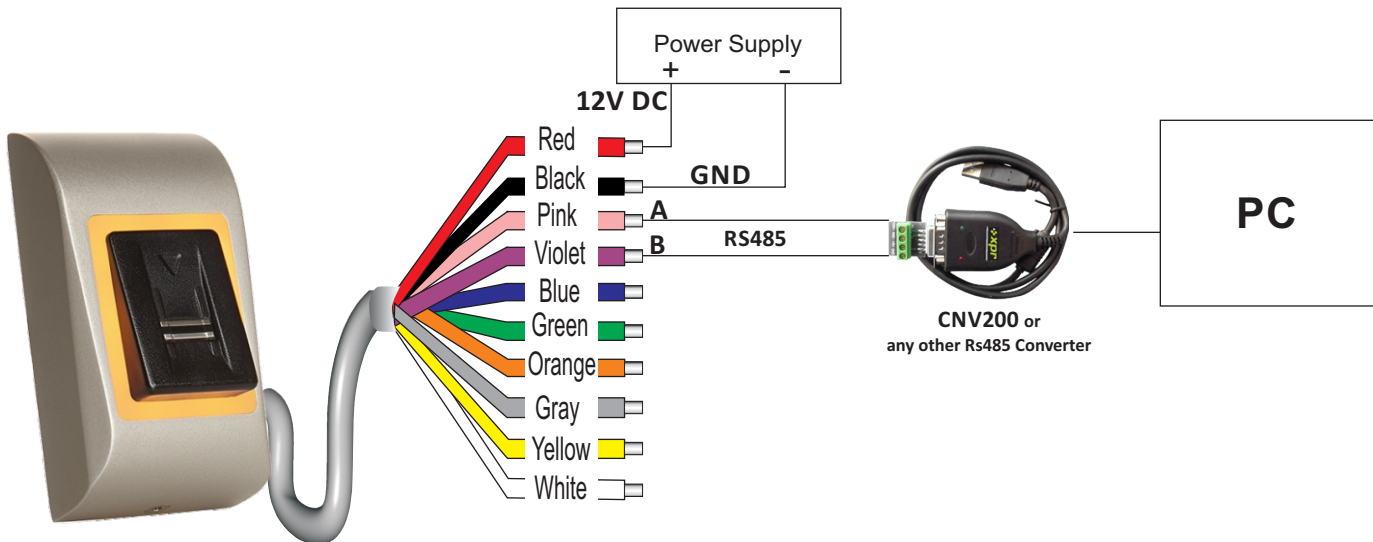 Power Supply
+ -
12V DC
Red
Black
GND
Pink
A
Violet
B
RS485
Blue
Green
Orange
Gray
Yellow
White
xpr
CNV200 or
any other Rs485 Converter
PC